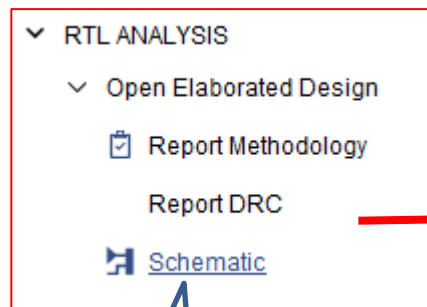 RTL ANALYSIS
Open Elaborated Design
Report Methodology
Report DRC
Schematic